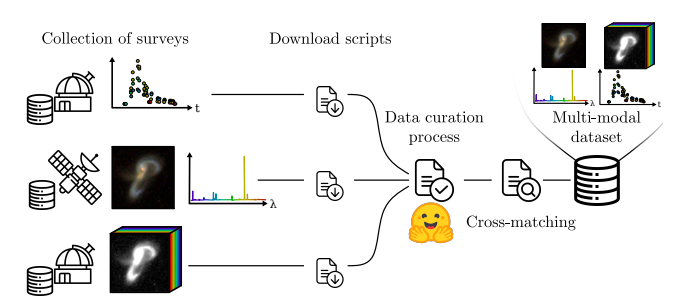 Collection of surveys
Download scripts
t
Data curation
process
λ
t
Multi-modal
dataset
λ
Cross-matching